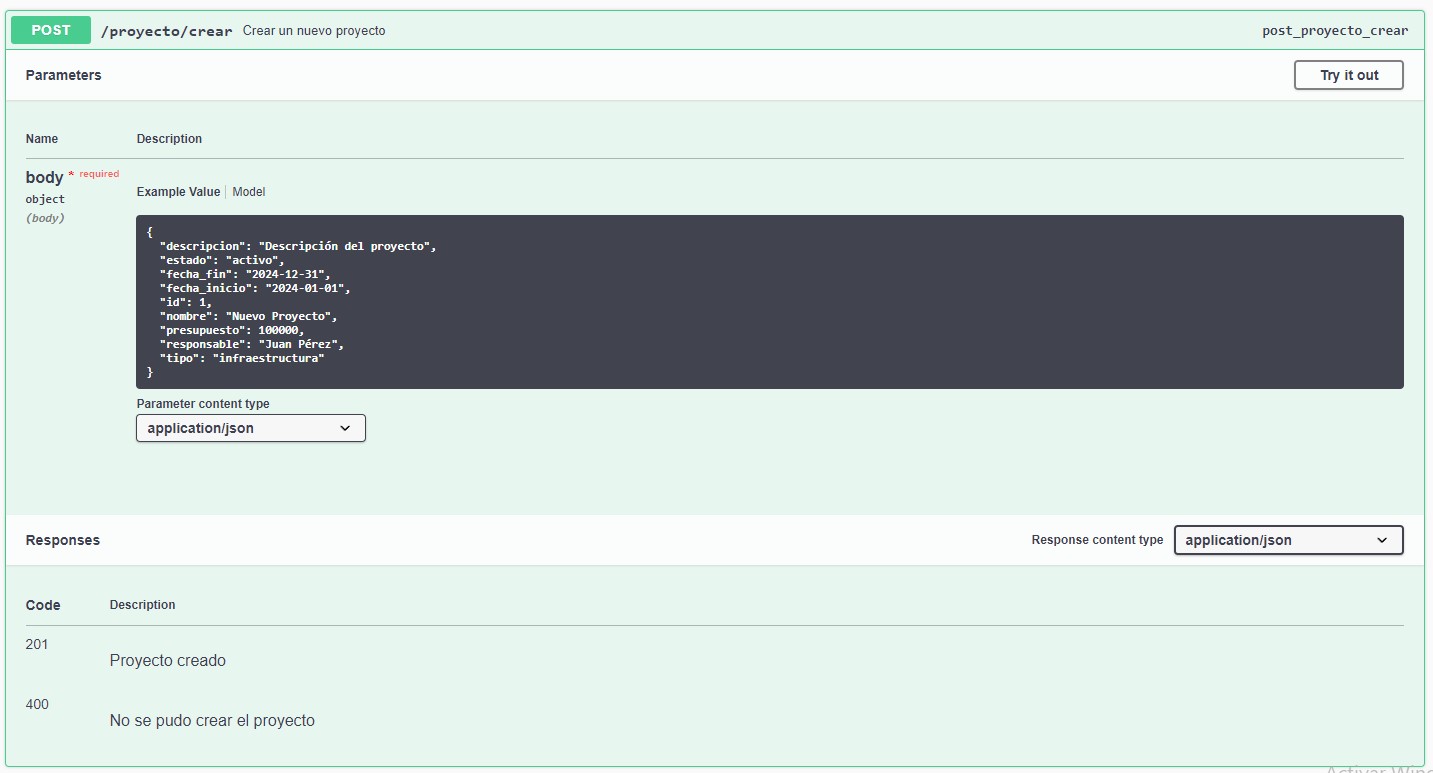 POST /proyecto/crear Crear un nuevo proyecto post_proyecto_crear
Parameters Try it out
Name Description
body * required
object
(body)
Example Value Model
{
  "descripcion": "Descripción del proyecto",
  "estado": "activo",
  "fecha_fin": "2024-12-31",
  "fecha_inicio": "2024-01-01",
  "id": 1,
  "nombre": "Nuevo Proyecto",
  "presupuesto": 100000,
  "responsable": "Juan Pérez",
  "tipo": "infraestructura"
}
Parameter content type
application/json
Responses Response content type application/json
Code Description
201
Proyecto creado
400
No se pudo crear el proyecto